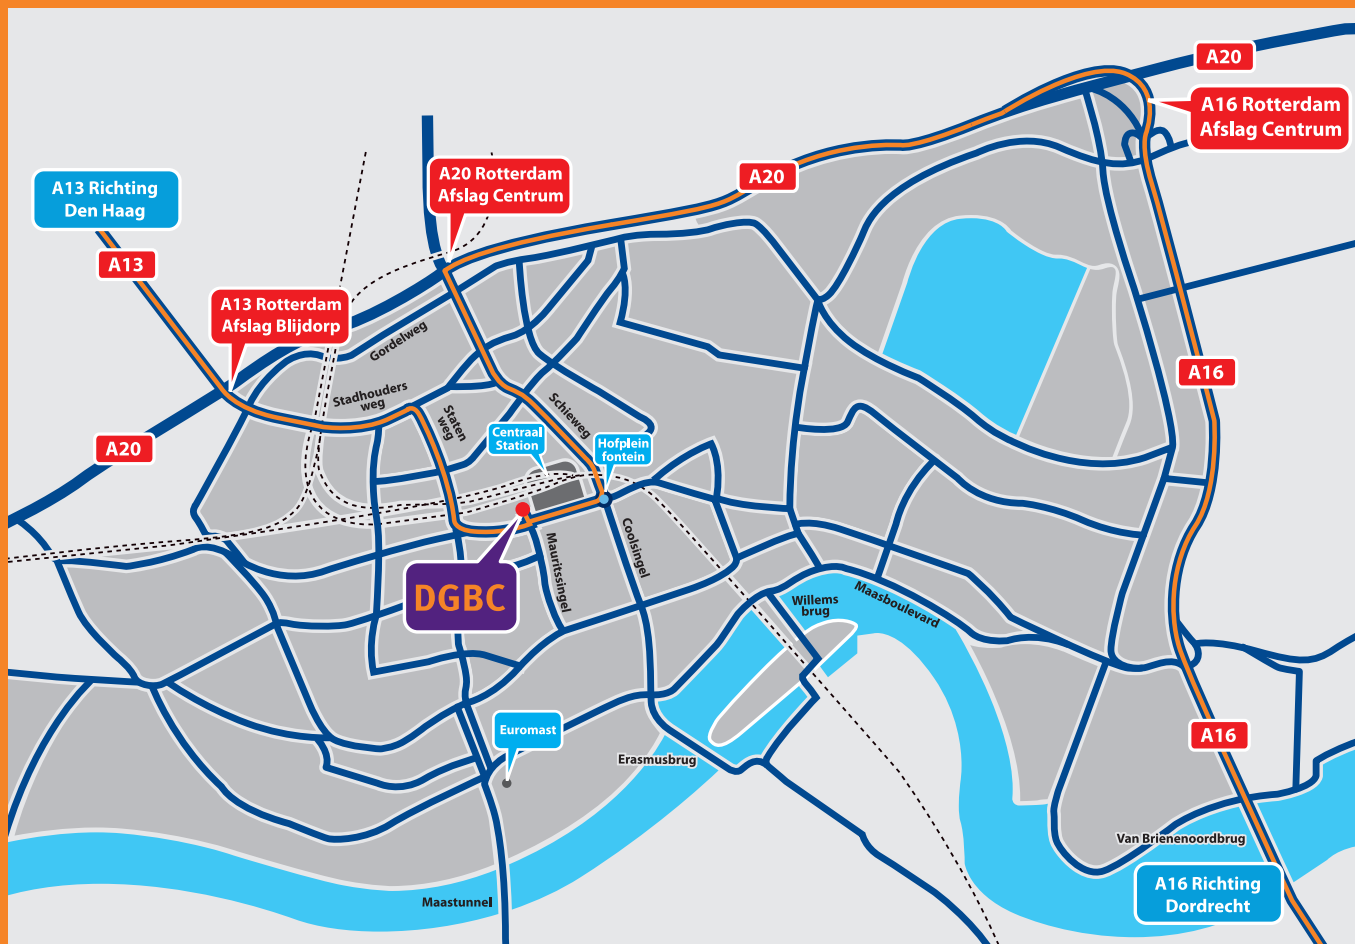 A20
A16 Rotterdam
Afslag Centrum
A20 Rotterdam
Afslag Centrum
A20
A13 Richting
Den Haag
A13
A13 Rotterdam
Afslag Blijdorp
Gordelweg
A16
Stadhouders
weg
Staten
weg
Schieweg
Centraal
Station
Hofplein
fontein
A20
Coolsingel
Mauritssingel
DGBC
Willems
brug
Maasboulevard
Euromast
A16
Erasmusbrug
Van Brienenoordbrug
A16 Richting
Dordrecht
Maastunnel